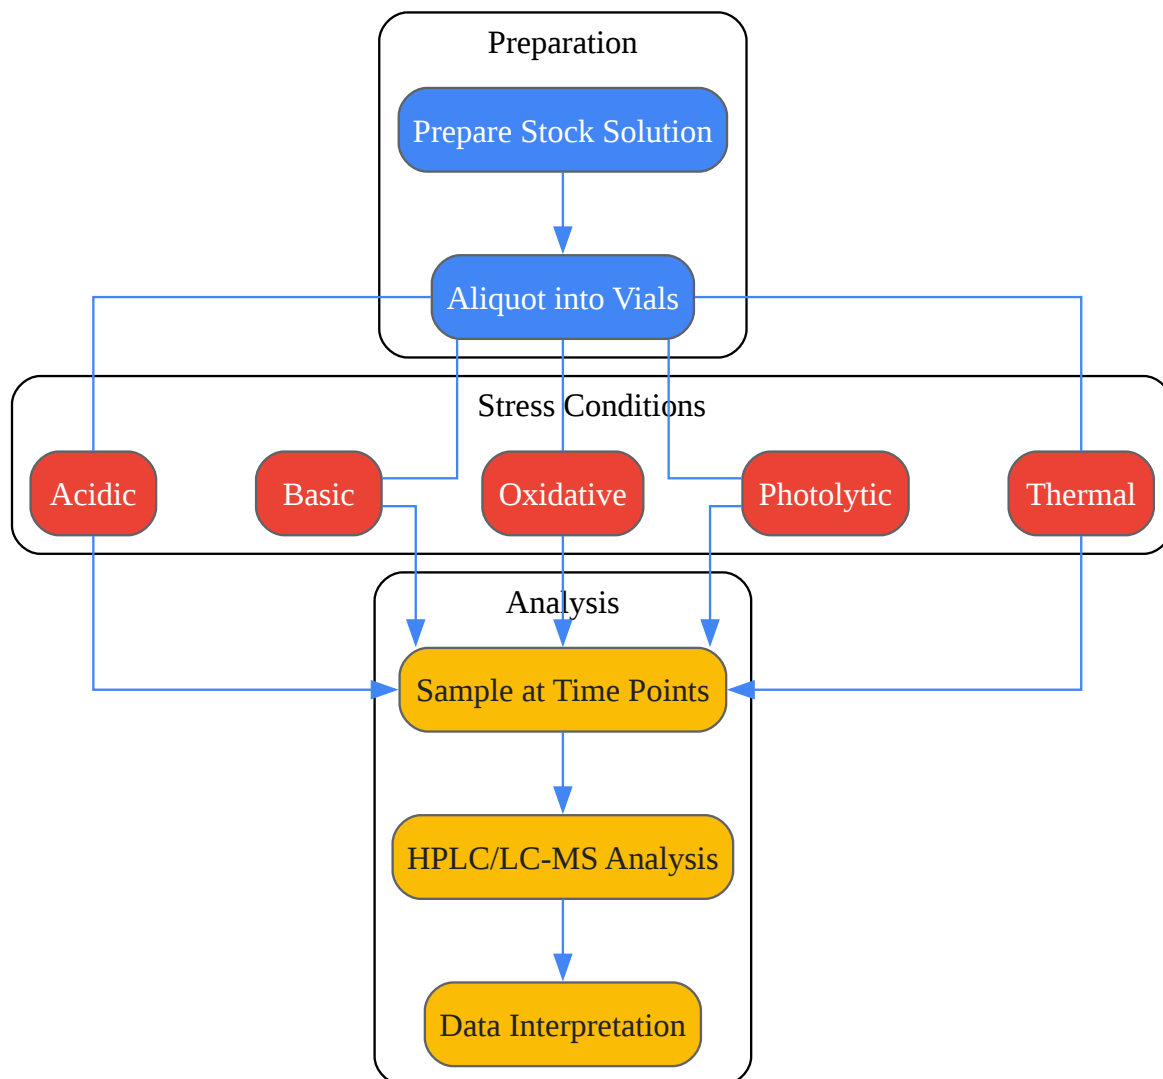 Preparation
Prepare Stock Solution
Aliquot into Vials
Stress Conditions
Acidic
Basic
Oxidative
Photolytic
Thermal
Analysis
Sample at Time Points
HPLC/LC-MS Analysis
Data Interpretation